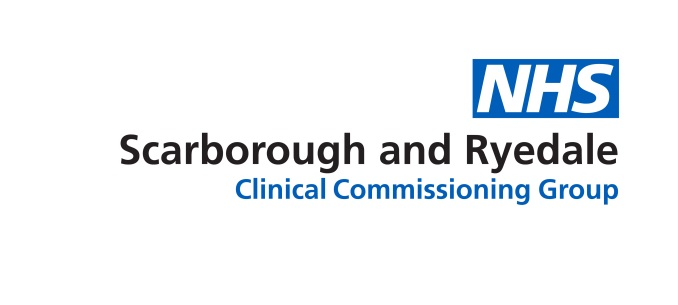 NHS
Scarborough and Ryedale
Clinical Commissioning Group